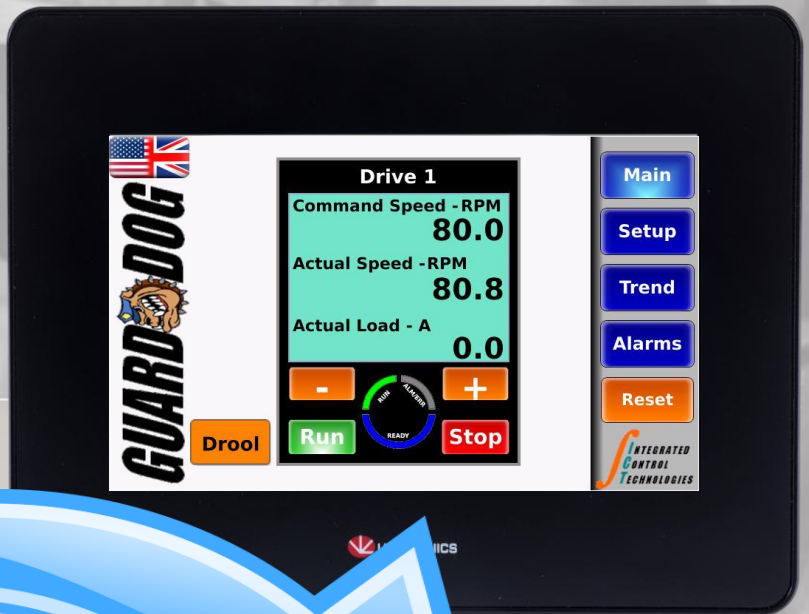 GUARD DOG
Drive 1
Command Speed - RPM
80.0
Actual Speed - RPM
80.8
Actual Load - A
0.0
-
+
RUN
ALM/ERR
READY
Run
Stop
Drool
Main
Setup
Trend
Alarms
Reset
INTEGRATED
CONTROL
TECHNOLOGIES